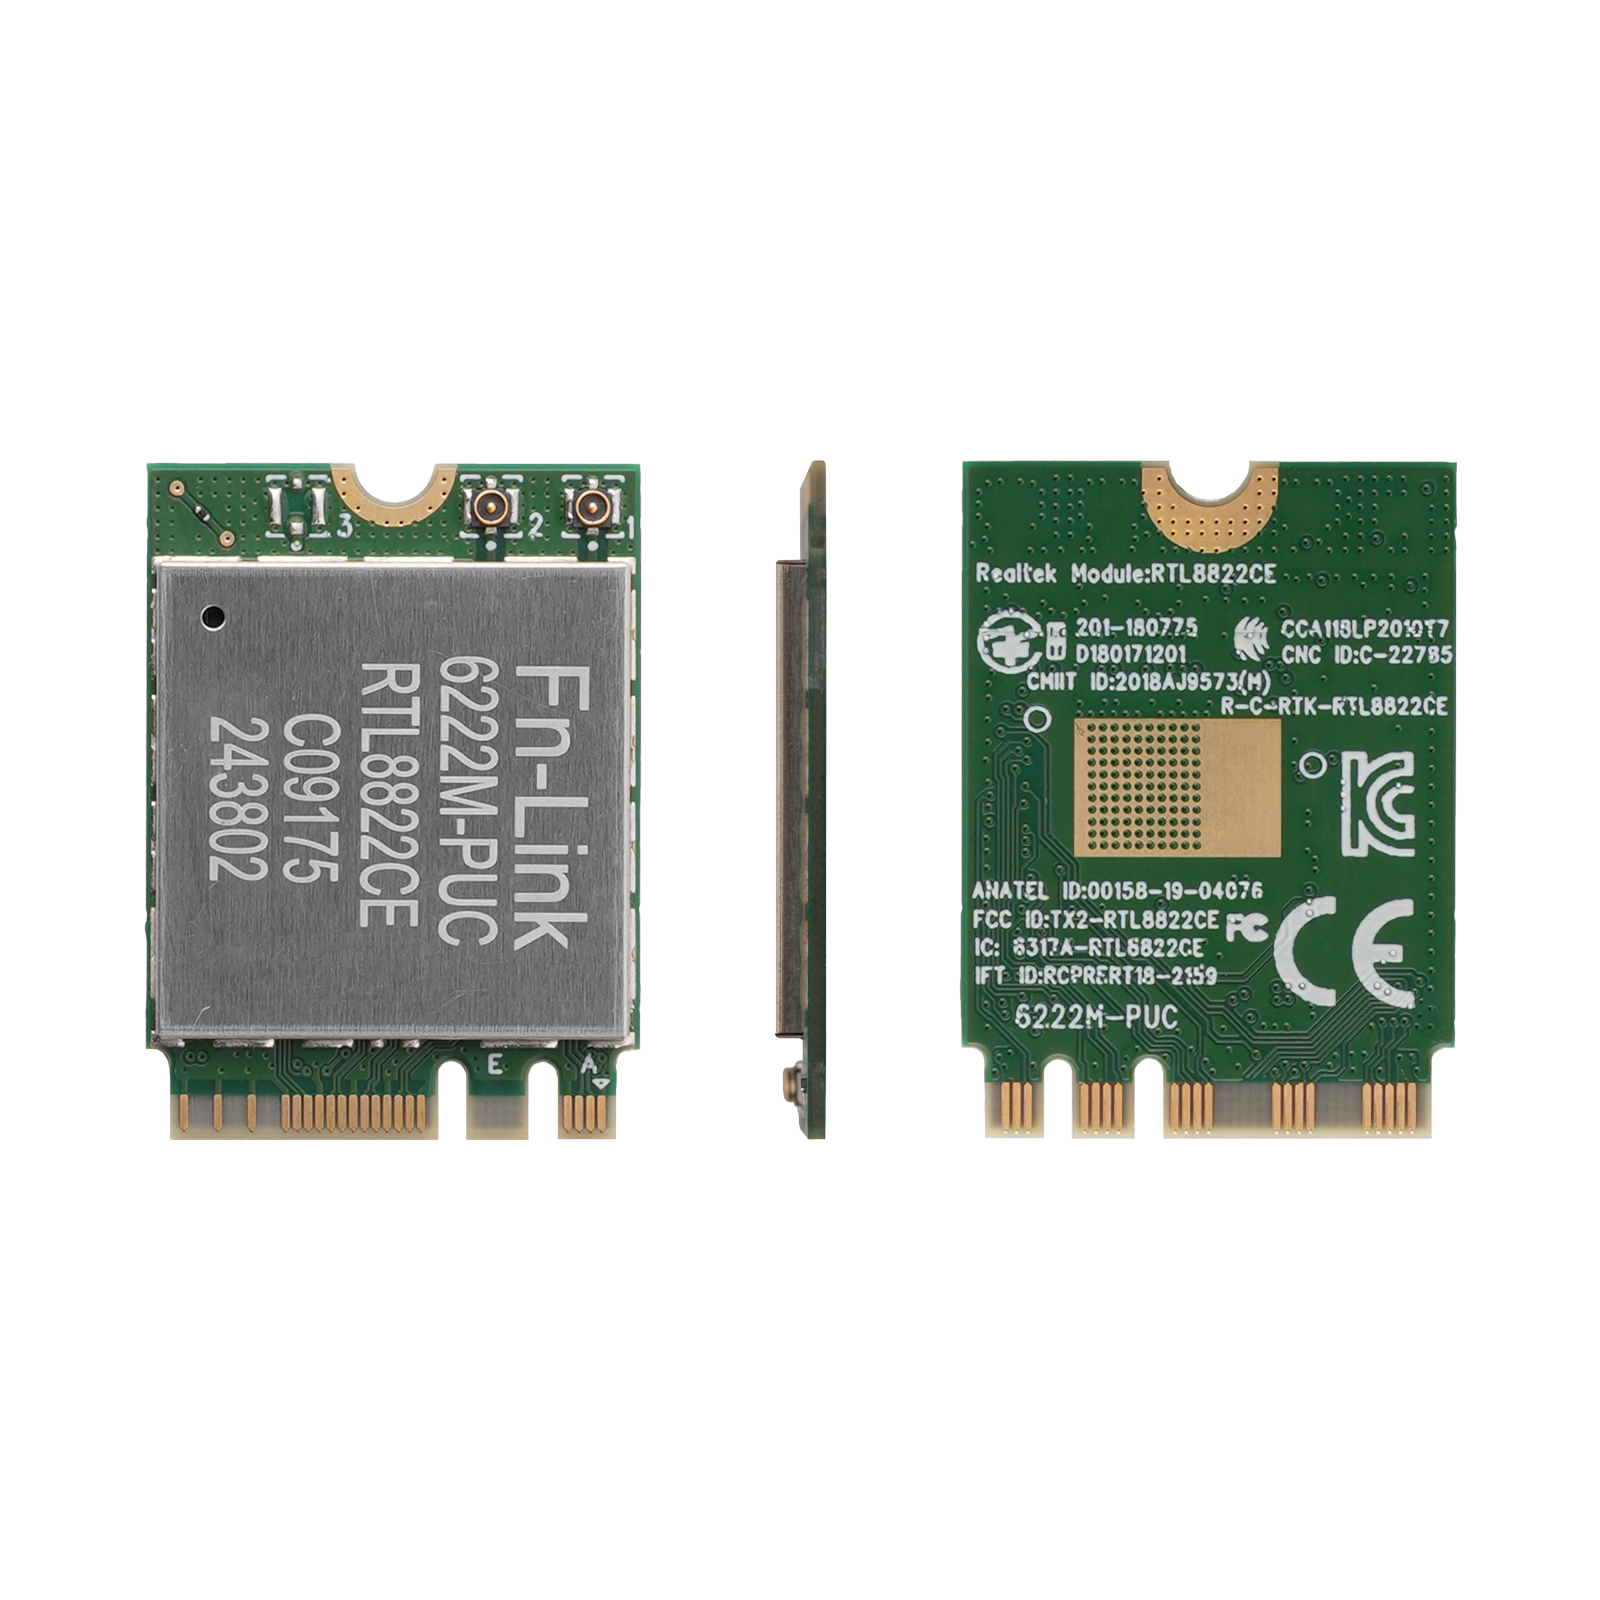 3
2
1
Fn-Link
6222M-PUC
RTL8822CE
C09175
243802
E
A
Realtek Module:RTL8822CE
201-180775
D180171201
CCA118LP2010T7
CNC ID:C-22785
CMIIT ID:2018AJ9573(M)
R-C-RTK-RTL8822CE
ANATEL ID:00158-19-04076
FCC ID:TX2-RTL8822CE
FC
CE
IC: 6317A-RTL8822CE
IFT ID:RCPRERT18-2159
6222M-PUC